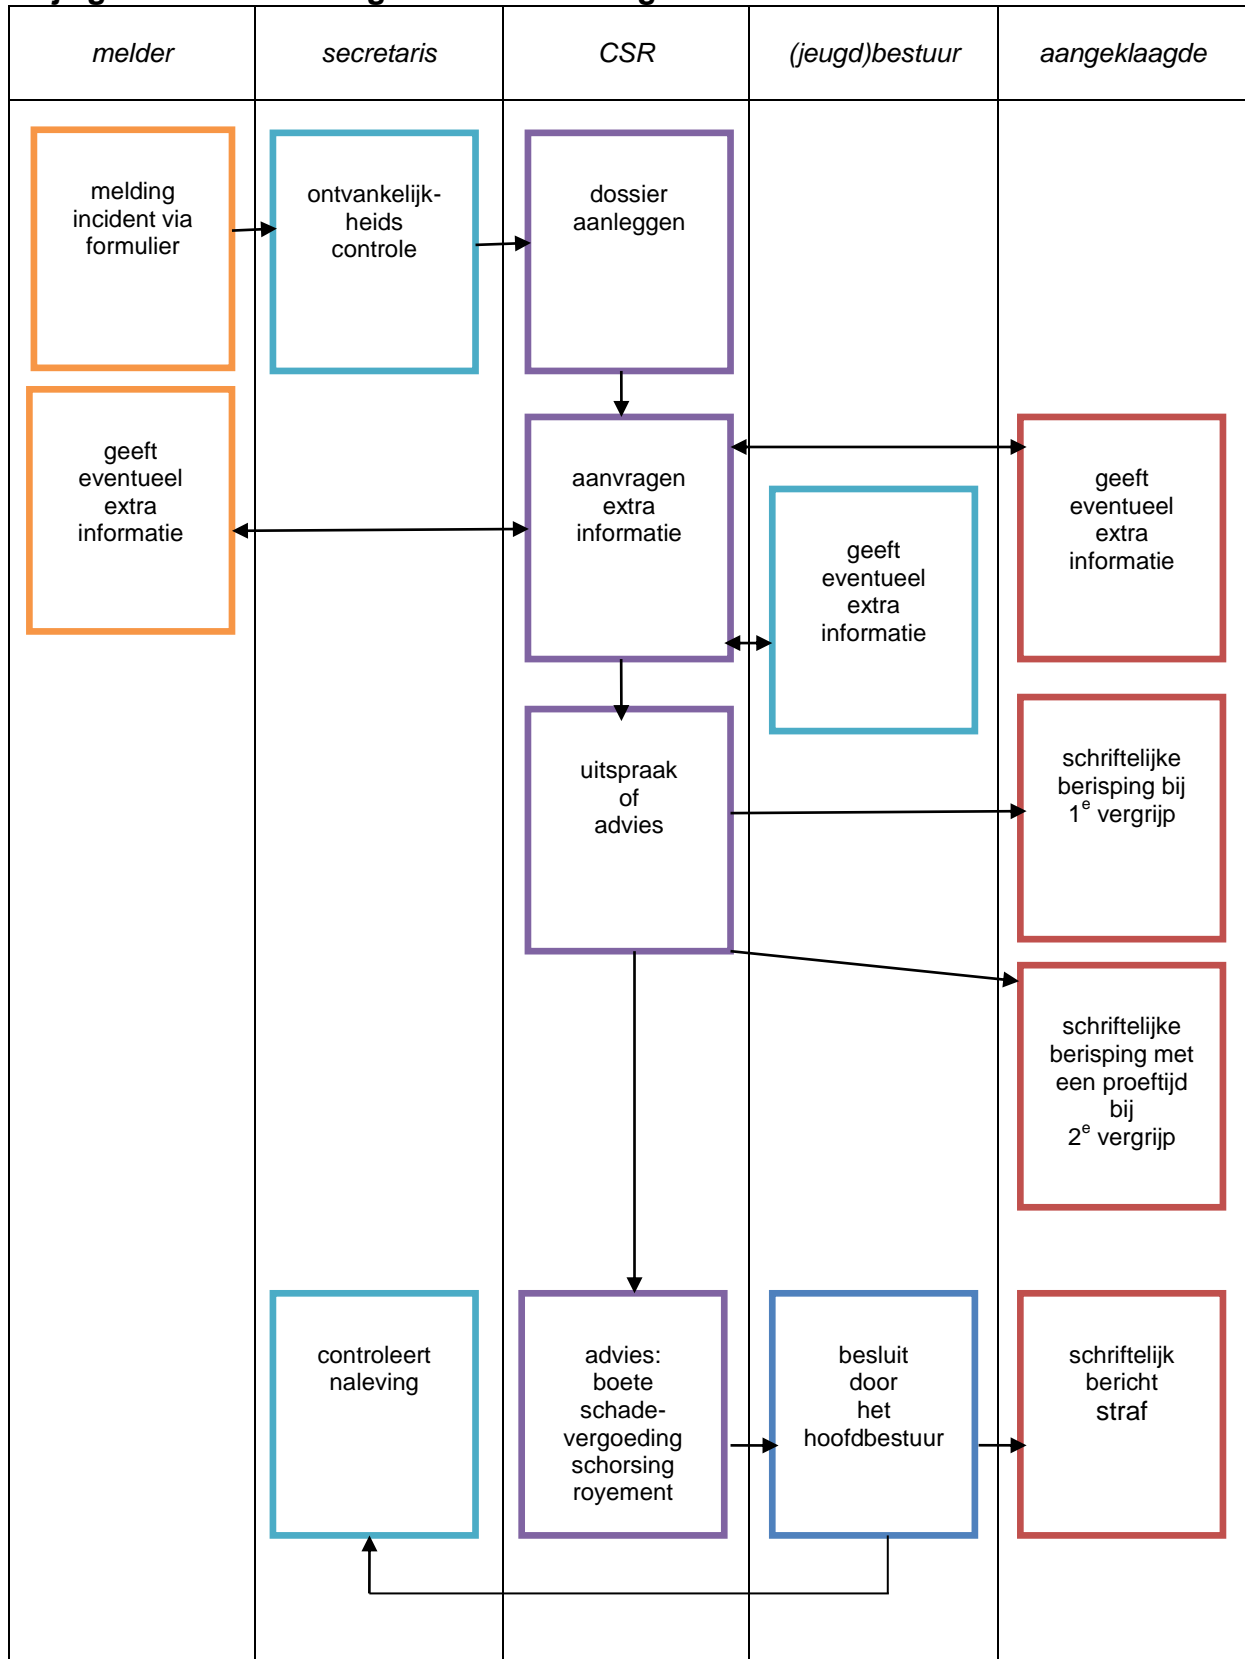 melder
secretaris
CSR
(jeugd)bestuur
aangeklaagde
melding
incident via
formulier
ontvankelijk-
heids
controle
dossier
aanleggen
geeft
eventueel
extra
informatie
aanvragen
extra
informatie
geeft
eventueel
extra
informatie
geeft
eventueel
extra
informatie
uitspraak
of
advies
schriftelijke
berisping bij
1e vergrijp
schriftelijke
berisping met
een proeftijd
bij
2e vergrijp
controleert
naleving
advies:
boete
schade-
vergoeding
schorsing
royement
besluit
door
het
hoofdbestuur
schriftelijk
bericht
straf